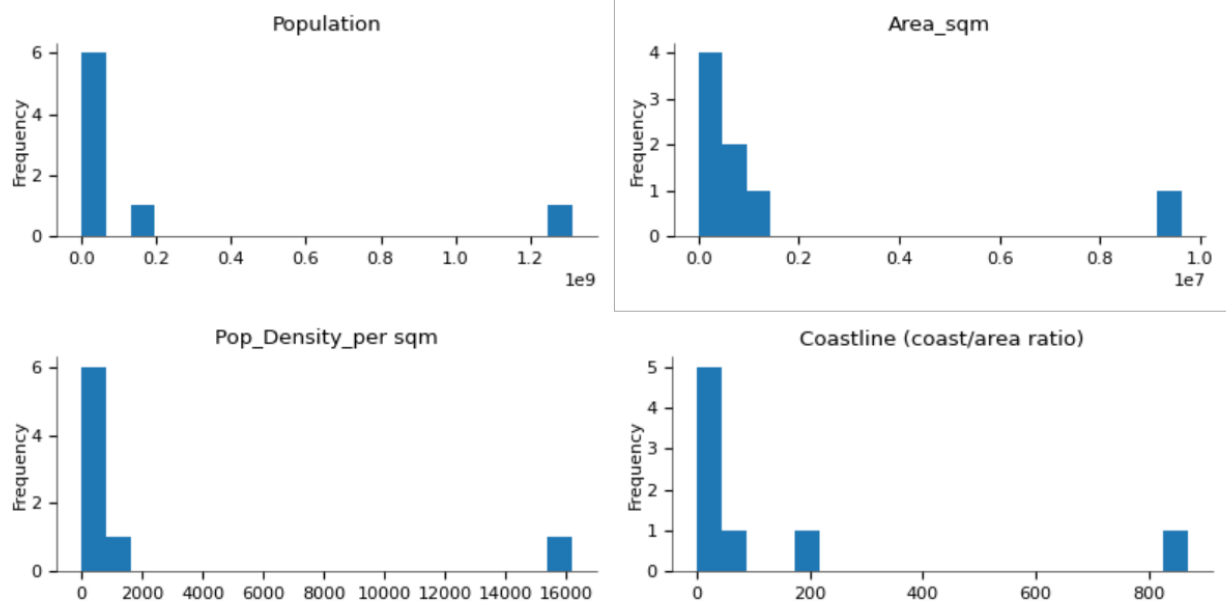 Population
Frequency
6
4
2
0
0.0 0.2 0.4 0.6 0.8 1.0 1.2
1e9
Area_sqm
Frequency
4
3
2
1
0
0.0 0.2 0.4 0.6 0.8 1.0
1e7
Pop_Density_per sqm
Frequency
6
4
2
0
0 2000 4000 6000 8000 10000 12000 14000 16000
Coastline (coast/area ratio)
Frequency
5
4
3
2
1
0
0 200 400 600 800